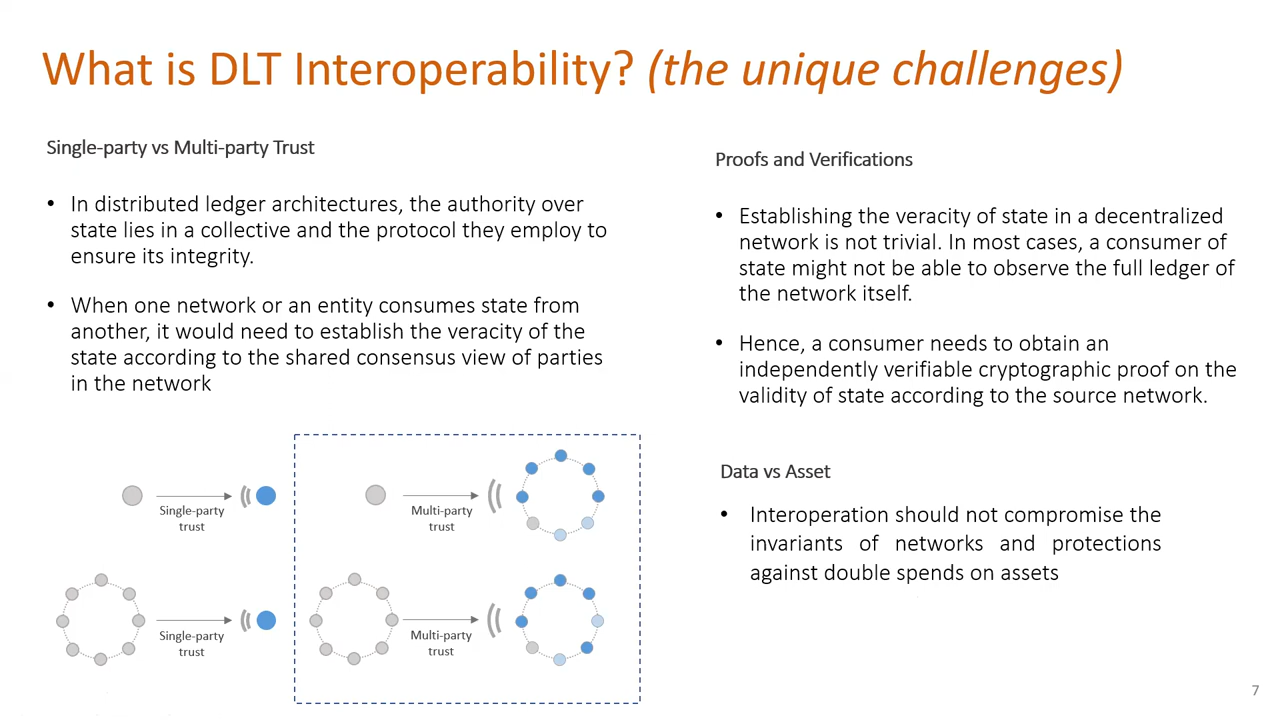 What is DLT Interoperability? (the unique challenges)
Single-party vs Multi-party Trust
• In distributed ledger architectures, the authority over
state lies in a collective and the protocol they employ to
ensure its integrity.
• When one network or an entity consumes state from
another, it would need to establish the veracity of the
state according to the shared consensus view of parties
in the network
Single-party
trust
Multi-party
trust
Single-party
trust
Multi-party
trust
Proofs and Verifications
• Establishing the veracity of state in a decentralized
network is not trivial. In most cases, a consumer of
state might not be able to observe the full ledger of
the network itself.
• Hence, a consumer needs to obtain an
independently verifiable cryptographic proof on the
validity of state according to the source network.
Data vs Asset
• Interoperation should not compromise the
invariants of networks and protections
against double spends on assets
7